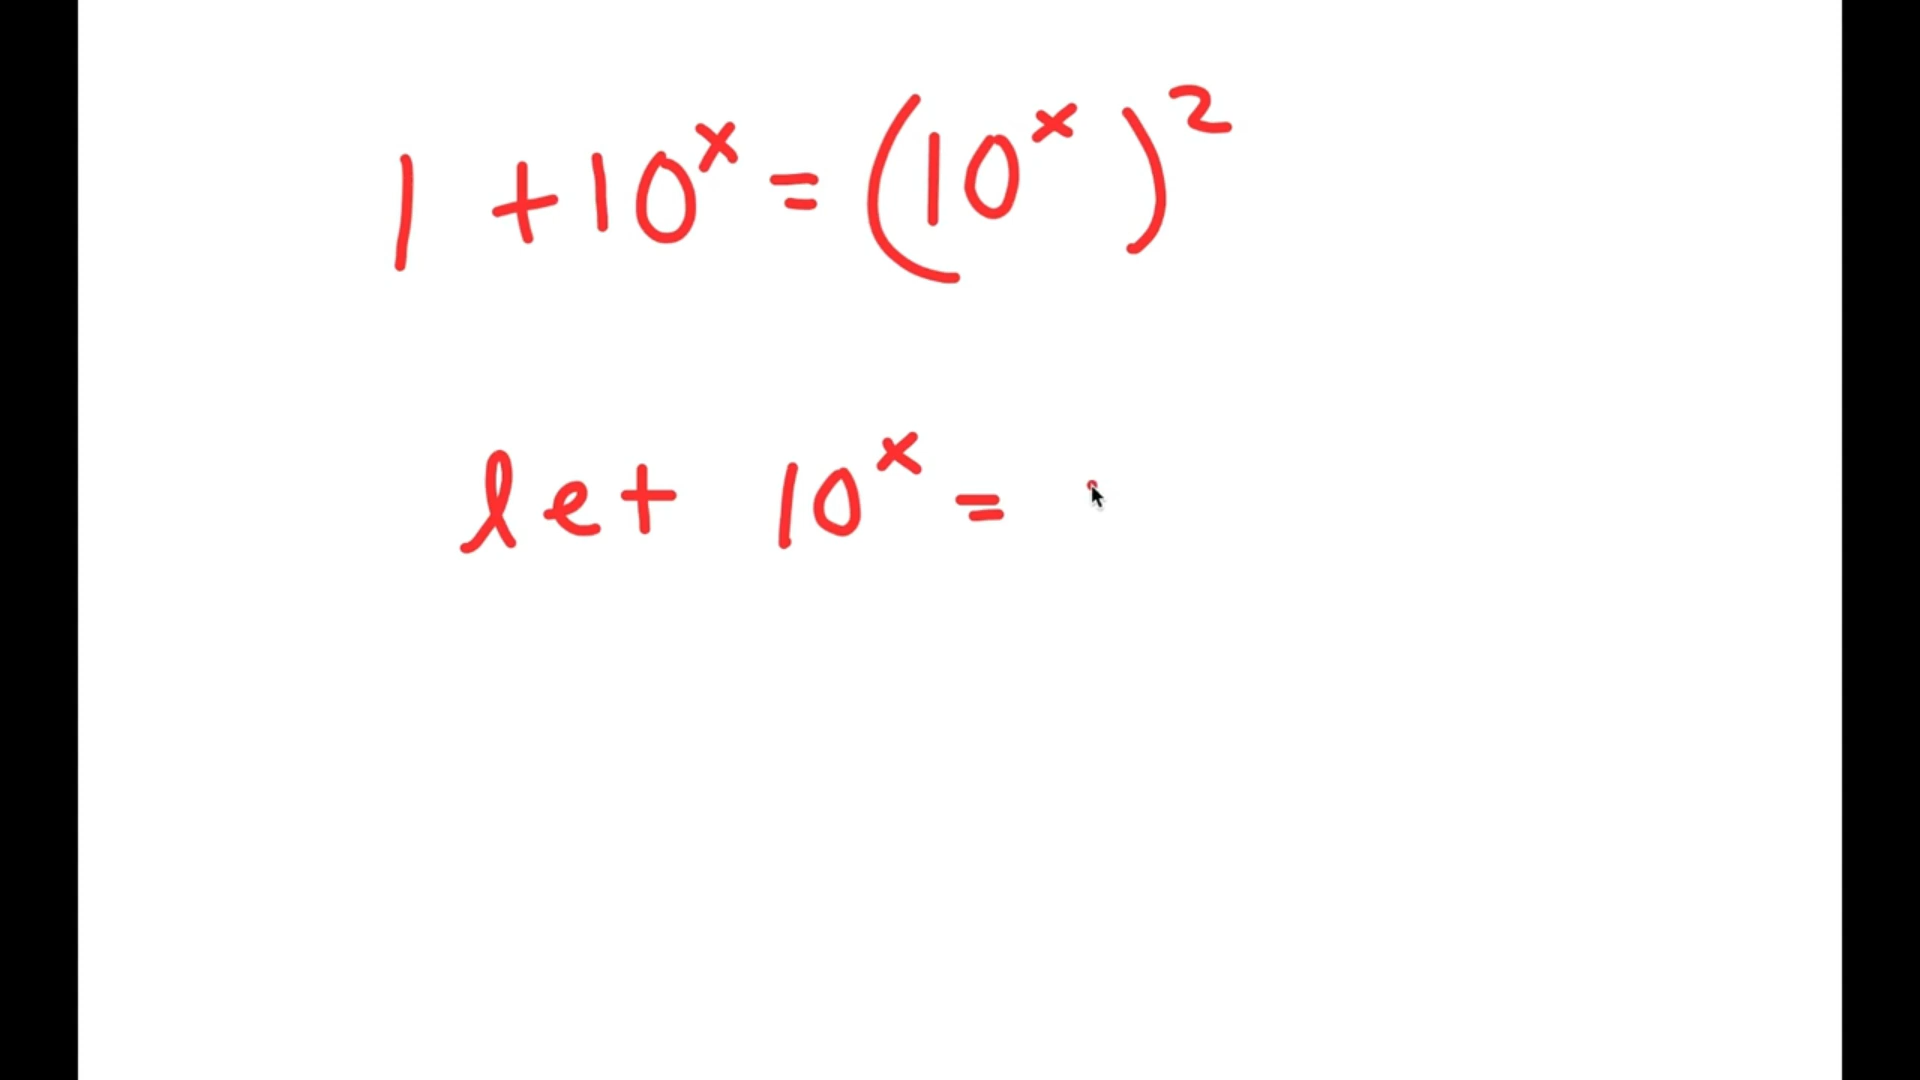 1 + 10^x = (10^x)^2
let 10^x =